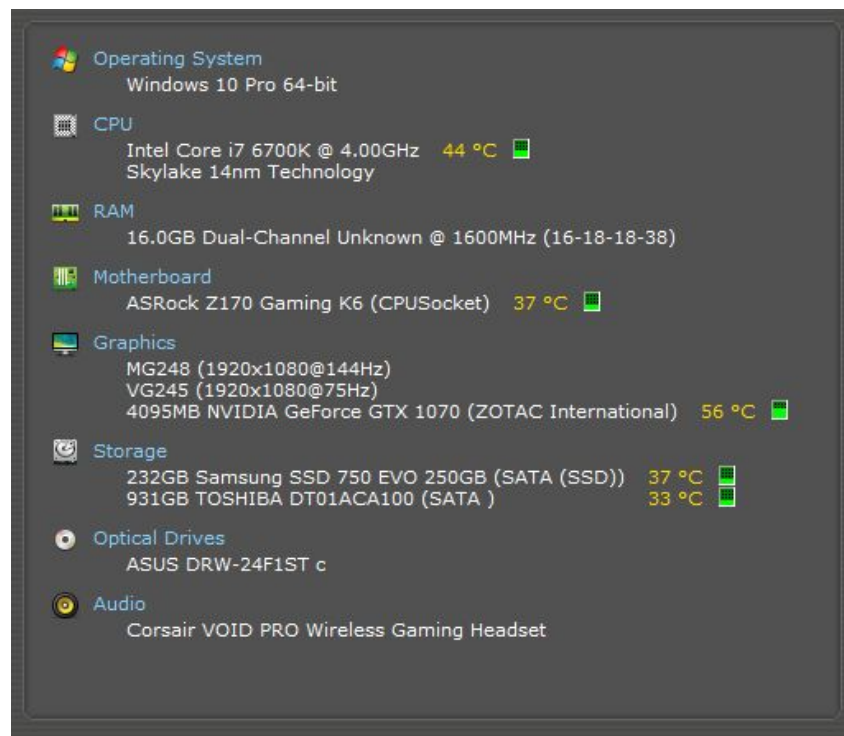 Operating System
Windows 10 Pro 64-bit
CPU
Intel Core i7 6700K @ 4.00GHz 44 °C
Skylake 14nm Technology
RAM
16.0GB Dual-Channel Unknown @ 1600MHz (16-18-18-38)
Motherboard
ASRock Z170 Gaming K6 (CPUSocket) 37 °C
Graphics
MG248 (1920x1080@144Hz)
VG245 (1920x1080@75Hz)
4095MB NVIDIA GeForce GTX 1070 (ZOTAC International) 56 °C
Storage
232GB Samsung SSD 750 EVO 250GB (SATA (SSD)) 37 °C
931GB TOSHIBA DT01ACA100 (SATA ) 33 °C
Optical Drives
ASUS DRW-24F1ST c
Audio
Corsair VOID PRO Wireless Gaming Headset